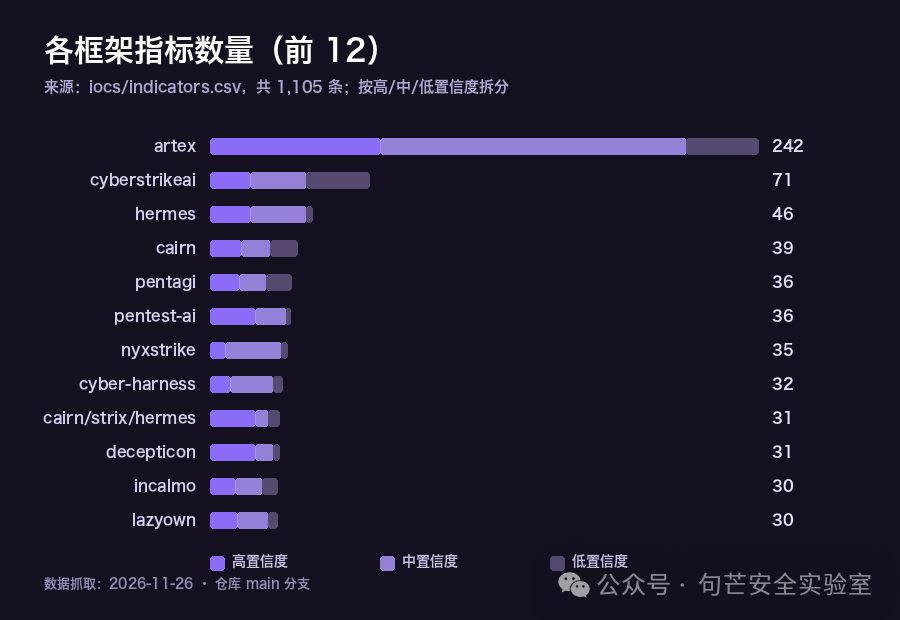 各框架指标数量（前 12）
来源：iocs/indicators.csv，共 1,105 条；按高/中/低置信度拆分
artex 242
cyberstrikeai 71
hermes 46
cairn 39
pentagi 36
pentest-ai 36
nyxstrike 35
cyber-harness 32
cairn/strix/hermes 31
decepticon 31
incalmo 30
lazyown 30
高置信度 中置信度 低置信度
数据抓取：2026-11-26 · 仓库 main 分支
公众号 · 句芒安全实验室